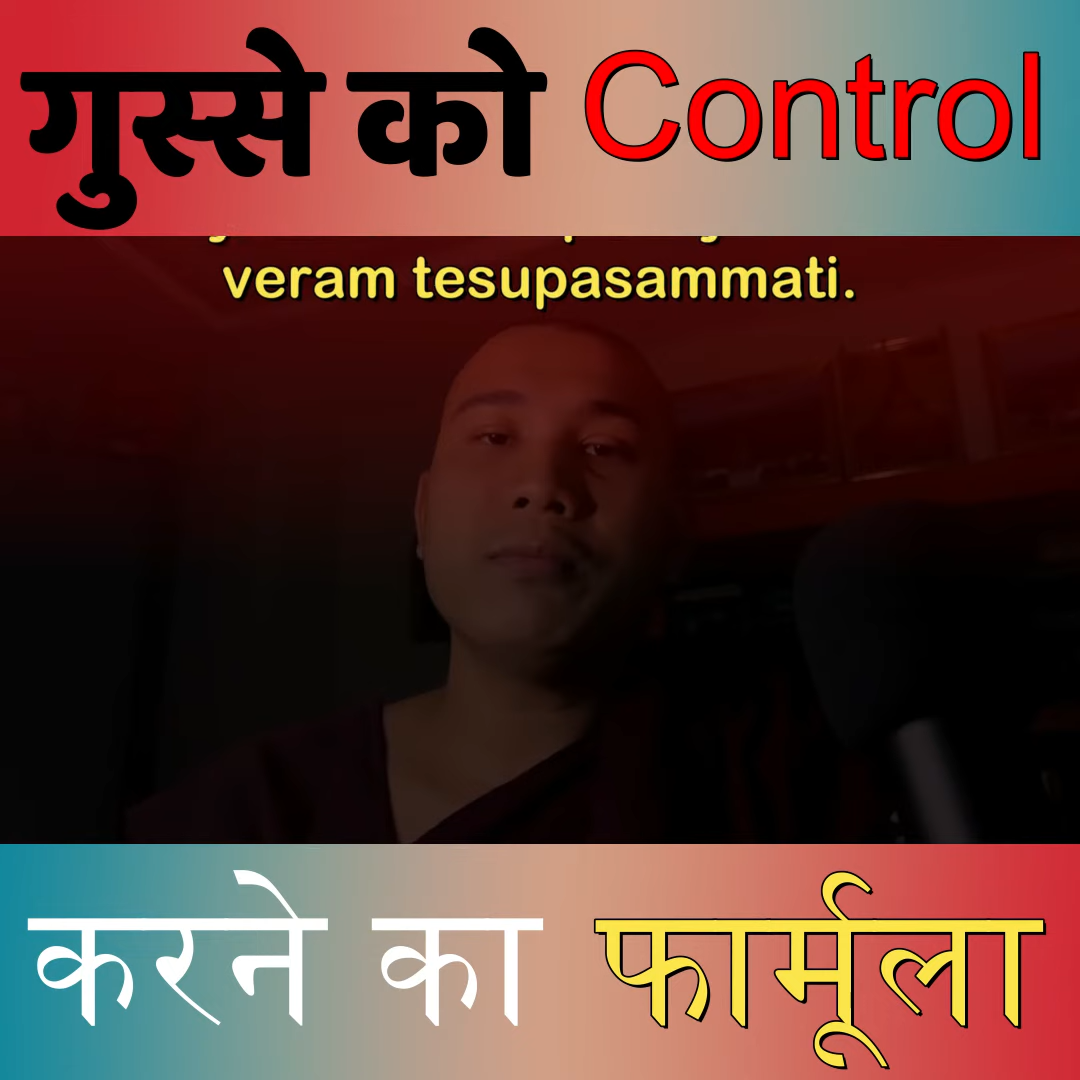 गुस्से को Control
veram tesupasammati.
करने का फार्मूला